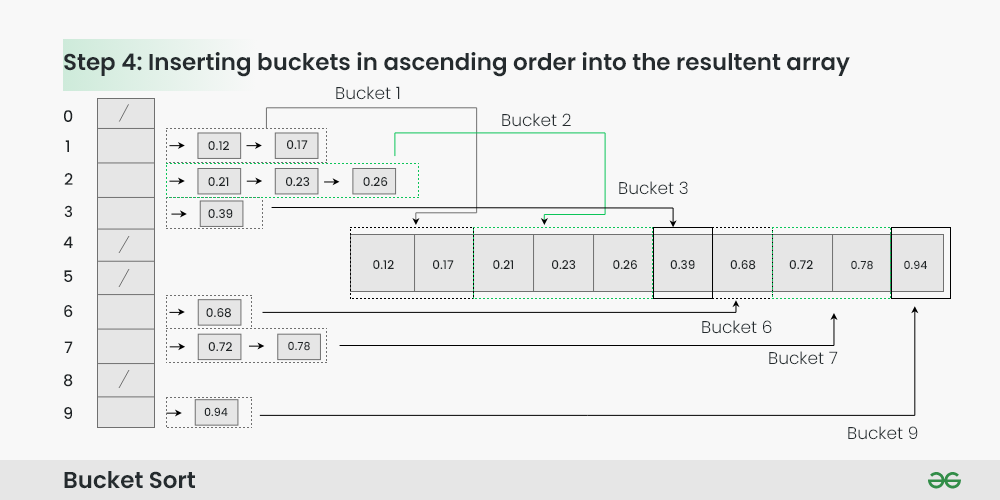 Step 4: Inserting buckets in ascending order into the resultent array
Bucket 1
Bucket 2
Bucket 3
0 /
1 0.12 0.17
2 0.21 0.23 0.26
3 0.39
4 /
5 /
0.12 0.17 0.21 0.23 0.26 0.39 0.68 0.72 0.78 0.94
6 0.68
Bucket 6
7 0.72 0.78
Bucket 7
8 /
9 0.94
Bucket 9
Bucket Sort